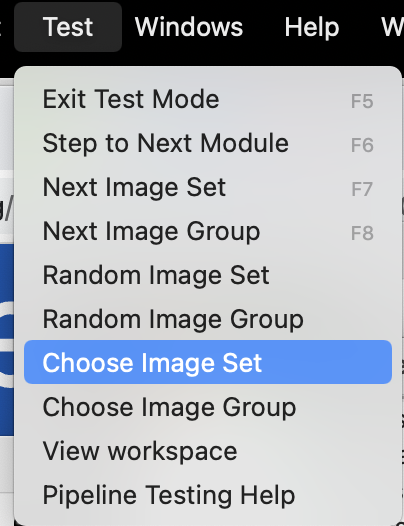 Test Windows Help W
Exit Test Mode F5
Step to Next Module F6
Next Image Set F7
Next Image Group F8
Random Image Set
Random Image Group
Choose Image Set
Choose Image Group
View workspace
Pipeline Testing Help